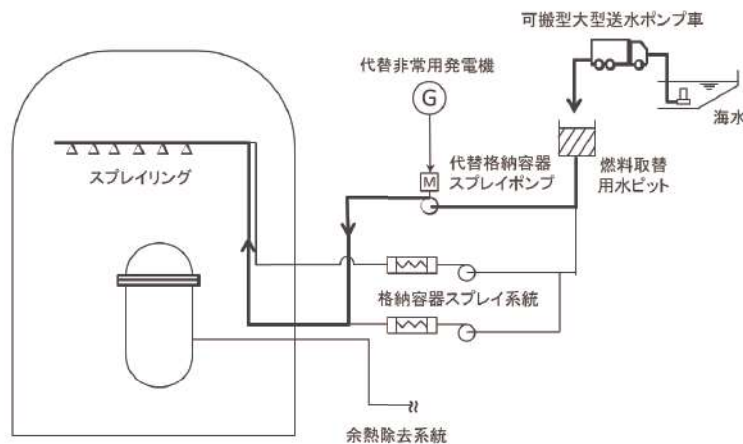 可搬型大型送水ポンプ車
代替非常用発電機
G
海水
スプレイリング
M
代替格納容器
スプレイポンプ
燃料取替
用水ピット
格納容器スプレイ系統
余熱除去系統